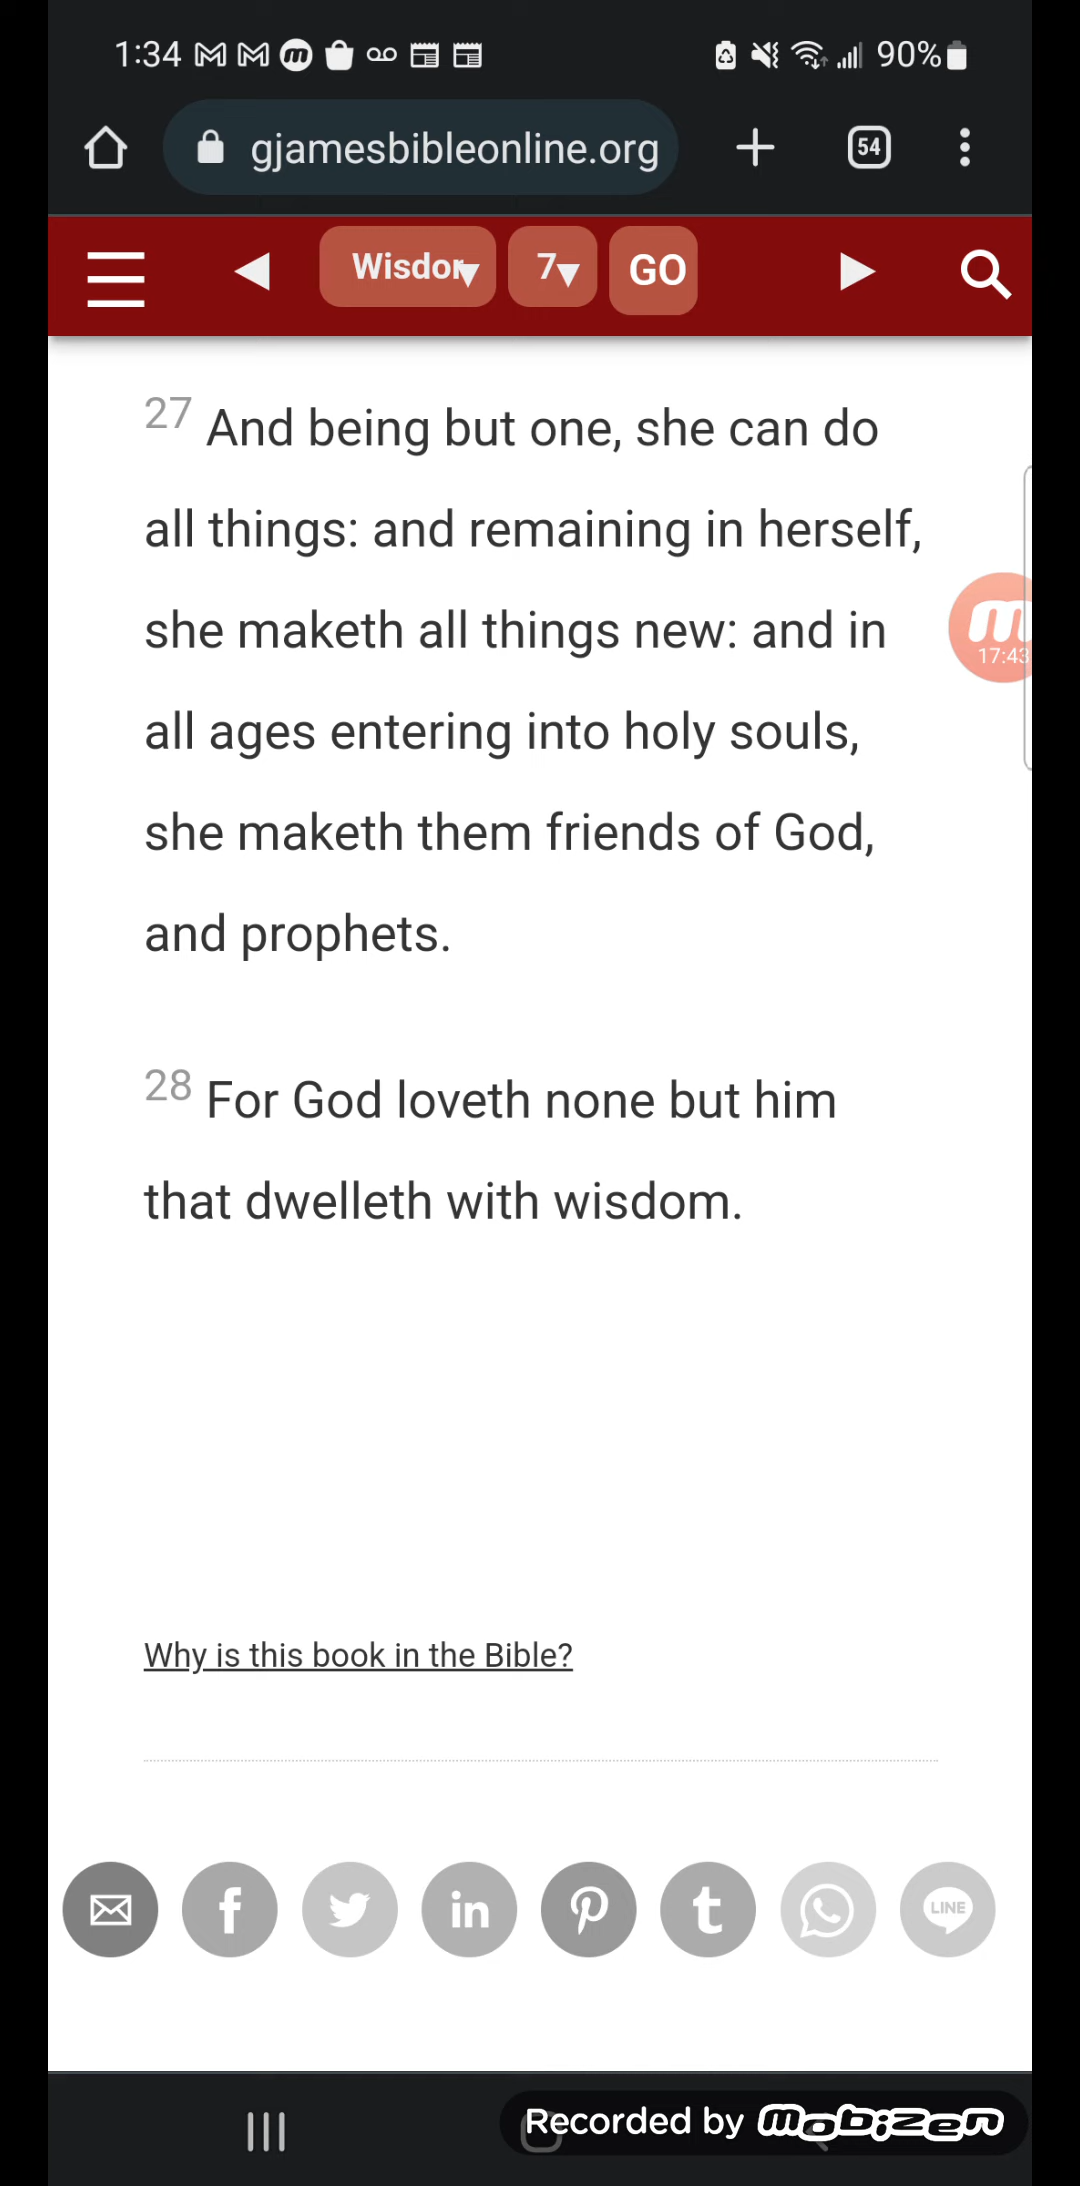 1:34 90%
gjamesbibleonline.org 54
Wisdor 7 GO
27 And being but one, she can do
all things: and remaining in herself,
she maketh all things new: and in
all ages entering into holy souls,
she maketh them friends of God,
and prophets.
m
17:43
28 For God loveth none but him
that dwelleth with wisdom.
Why is this book in the Bible?
f in t LINE
Recorded by mobizen